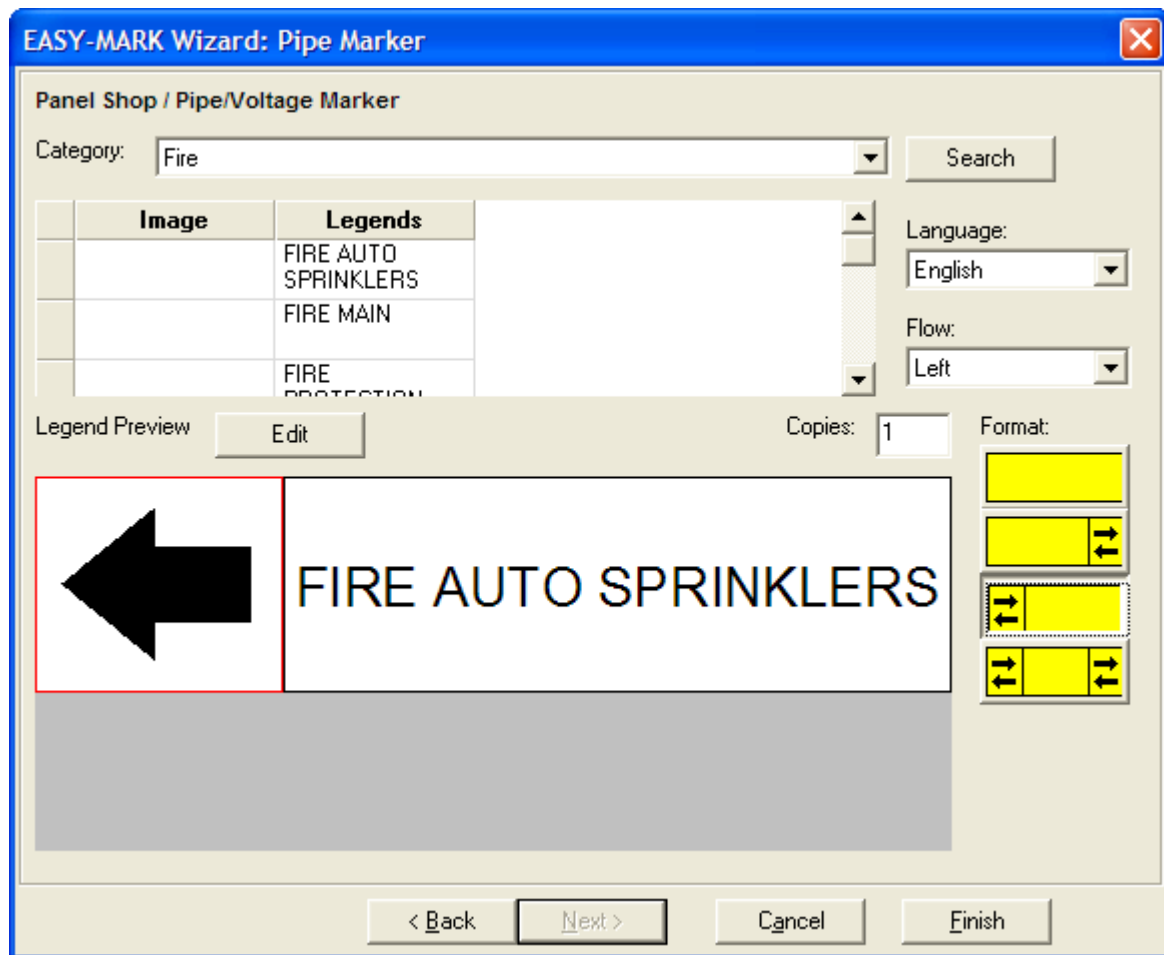 EASY-MARK Wizard: Pipe Marker
Panel Shop / Pipe/Voltage Marker
Category: Fire Search
Image Legends
FIRE AUTO
SPRINKLERS
FIRE MAIN
FIRE
PROTECTION
Language:
English
Flow:
Left
Legend Preview Edit Copies: 1 Format:
FIRE AUTO SPRINKLERS
< Back Next > Cancel Finish